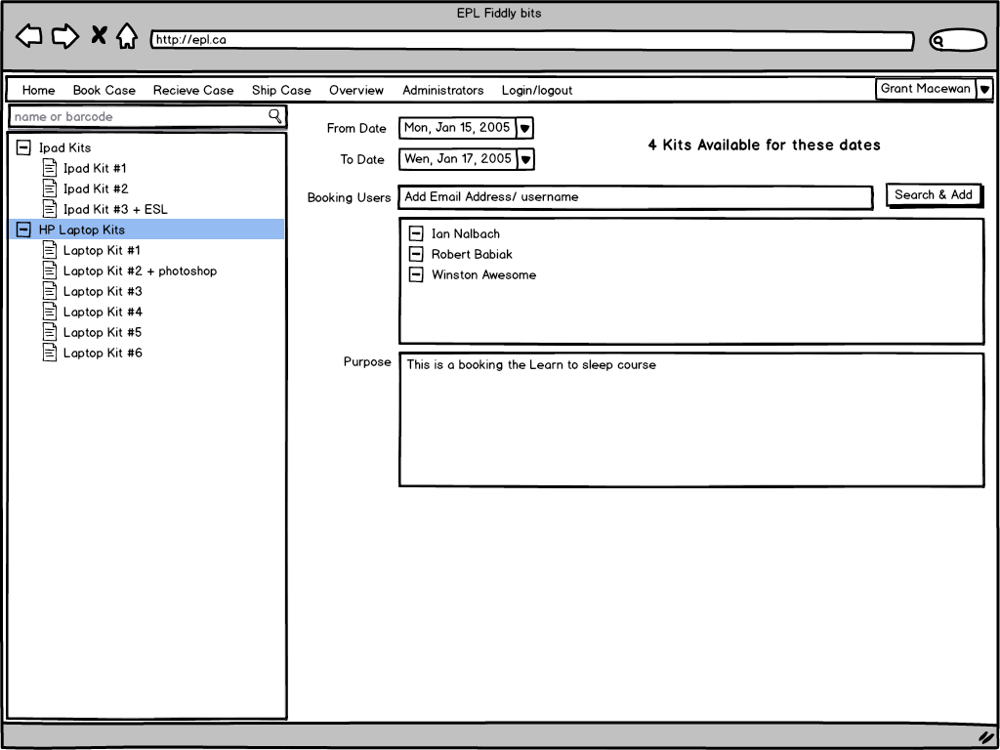 EPL Fiddly bits
http://epl.ca
Home Book Case Recieve Case Ship Case Overview Administrators Login/logout Grant Macewan
name or barcode
Ipad Kits
Ipad Kit #1
Ipad Kit #2
Ipad Kit #3 + ESL
HP Laptop Kits
Laptop Kit #1
Laptop Kit #2 + photoshop
Laptop Kit #3
Laptop Kit #4
Laptop Kit #5
Laptop Kit #6
From Date Mon, Jan 15, 2005
To Date Wen, Jan 17, 2005
4 Kits Available for these dates
Booking Users Add Email Address/ username Search & Add
Ian Nalbach
Robert Babiak
Winston Awesome
Purpose This is a booking the Learn to sleep course